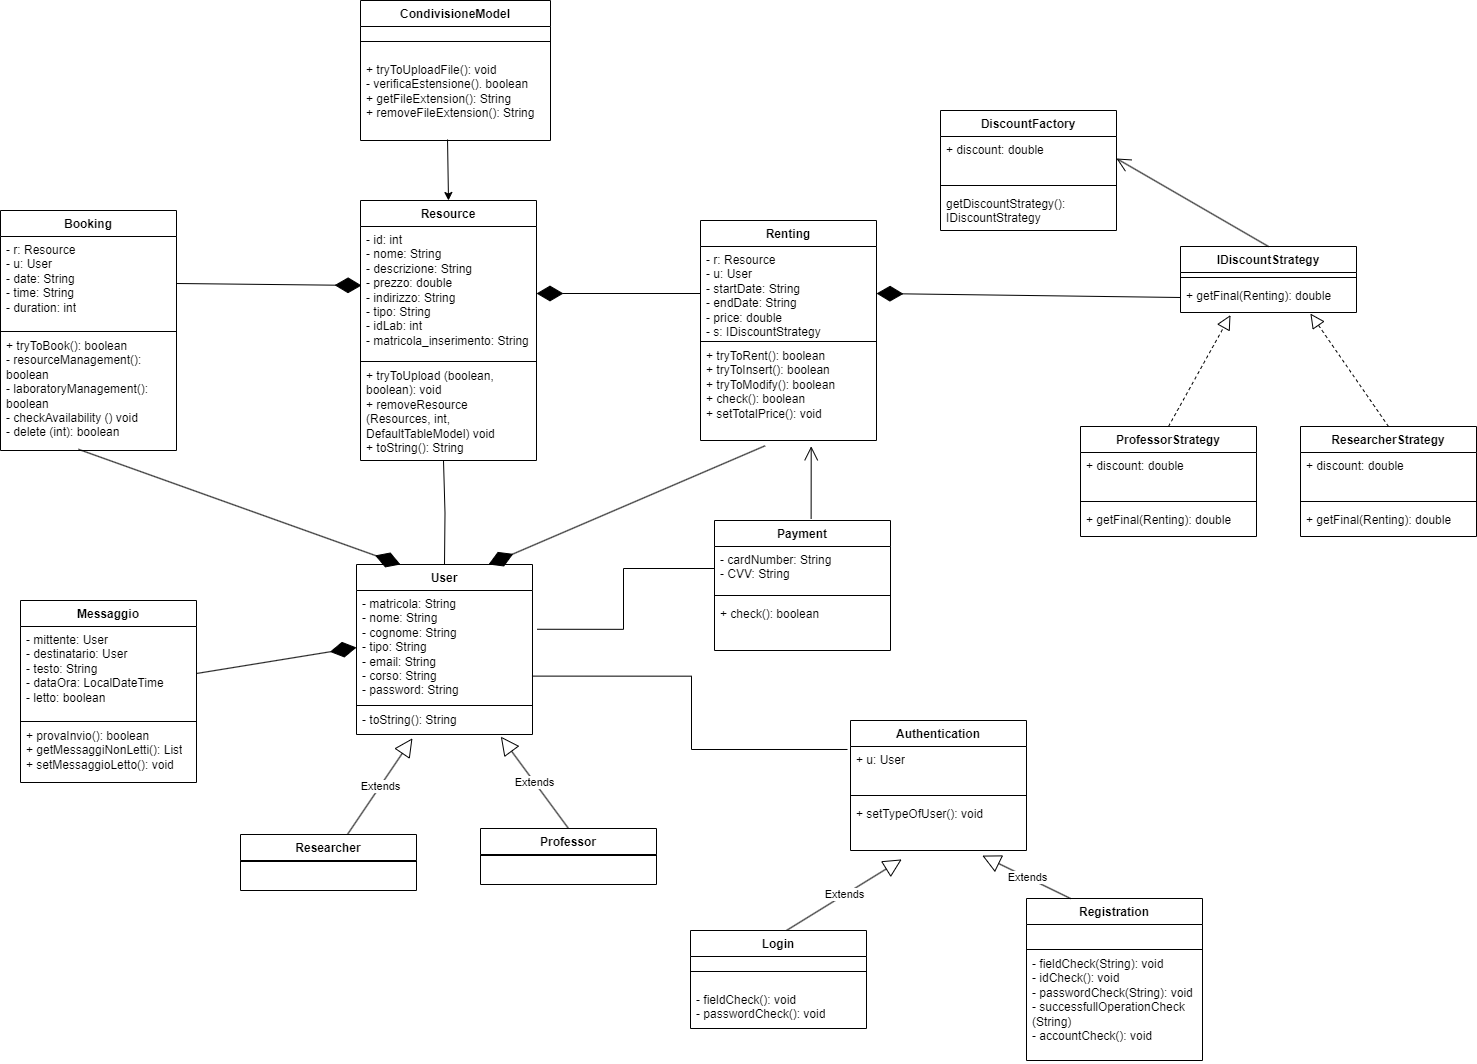 CondivisioneModel
+ tryToUploadFile(): void
- verificaEstensione(). boolean
+ getFileExtension(): String
+ removeFileExtension(): String
DiscountFactory
+ discount: double
getDiscountStrategy():
IDiscountStrategy
Booking
- r: Resource
- u: User
- date: String
- time: String
- duration: int
+ tryToBook(): boolean
- resourceManagement():
boolean
- laboratoryManagement():
boolean
- checkAvailability () void
- delete (int): boolean
Resource
- id: int
- nome: String
- descrizione: String
- prezzo: double
- indirizzo: String
- tipo: String
- idLab: int
- matricola_inserimento: String
+ tryToUpload (boolean,
boolean): void
+ removeResource
(Resources, int,
DefaultTableModel) void
+ toString(): String
Renting
- r: Resource
- u: User
- startDate: String
- endDate: String
- price: double
- s: IDiscountStrategy
+ tryToRent(): boolean
+ tryToInsert(): boolean
+ tryToModify(): boolean
+ check(): boolean
+ setTotalPrice(): void
IDiscountStrategy
+ getFinal(Renting): double
ProfessorStrategy
+ discount: double
+ getFinal(Renting): double
ResearcherStrategy
+ discount: double
+ getFinal(Renting): double
Payment
- cardNumber: String
- CVV: String
+ check(): boolean
User
- matricola: String
- nome: String
- cognome: String
- tipo: String
- email: String
- corso: String
- password: String
- toString(): String
Messaggio
- mittente: User
- destinatario: User
- testo: String
- dataOra: LocalDateTime
- letto: boolean
+ provaInvio(): boolean
+ getMessaggiNonLetti(): List
+ setMessaggioLetto(): void
Extends
Extends
Researcher
Professor
Authentication
+ u: User
+ setTypeOfUser(): void
Extends
Extends
Login
- fieldCheck(): void
- passwordCheck(): void
Registration
- fieldCheck(String): void
- idCheck(): void
- passwordCheck(String): void
- successfullOperationCheck
(String)
- accountCheck(): void